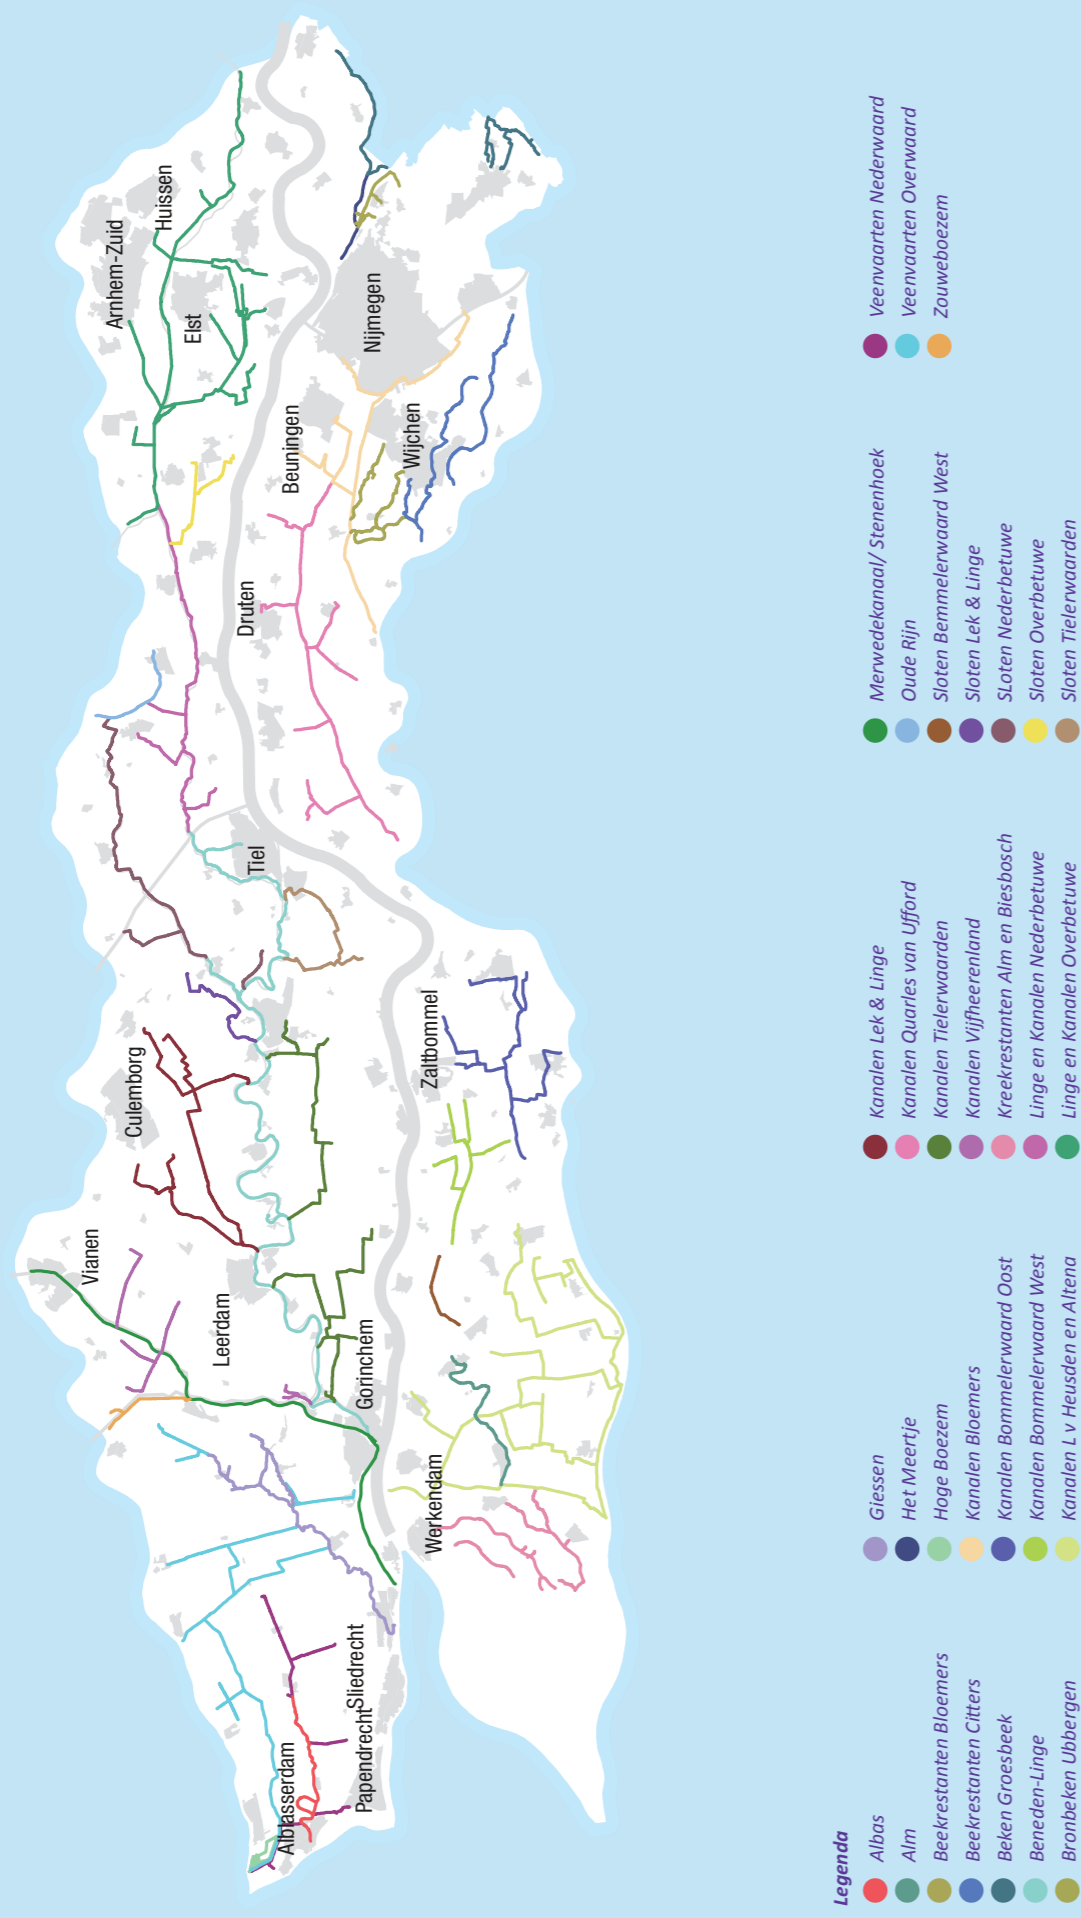 Vianen
Culemborg
Leerdam
Gorinchem
Alblasserdam
Papendrecht
Sliedrecht
Werkendam
Zaltbommel
Tiel
Druten
Beuningen
Wijchen
Nijmegen
Elst
Arnhem-Zuid
Huissen
Legenda
Albas
Alm
Beekrestanten Bloemers
Beekrestanten Citters
Beken Groesbeek
Beneden-Linge
Bronbeken Ubbergen
Giessen
Het Meertje
Hoge Boezem
Kanalen Bloemers
Kanalen Bommelerwaard Oost
Kanalen Bommelerwaard West
Kanalen L v Heusden en Altena
Kanalen Lek & Linge
Kanalen Quarles van Ufford
Kanalen Tielerwaarden
Kanalen Vijfheerenland
Kreekrestanten Alm en Biesbosch
Linge en Kanalen Nederbetuwe
Linge en Kanalen Overbetuwe
Merwedekanaal/ Stenenhoek
Oude Rijn
Sloten Bemmelerwaard West
Sloten Lek & Linge
SLoten Nederbetuwe
Sloten Overbetuwe
Sloten Tielerwaarden
Veenvaarten Nederwaard
Veenvaarten Overwaard
Zouweboezem